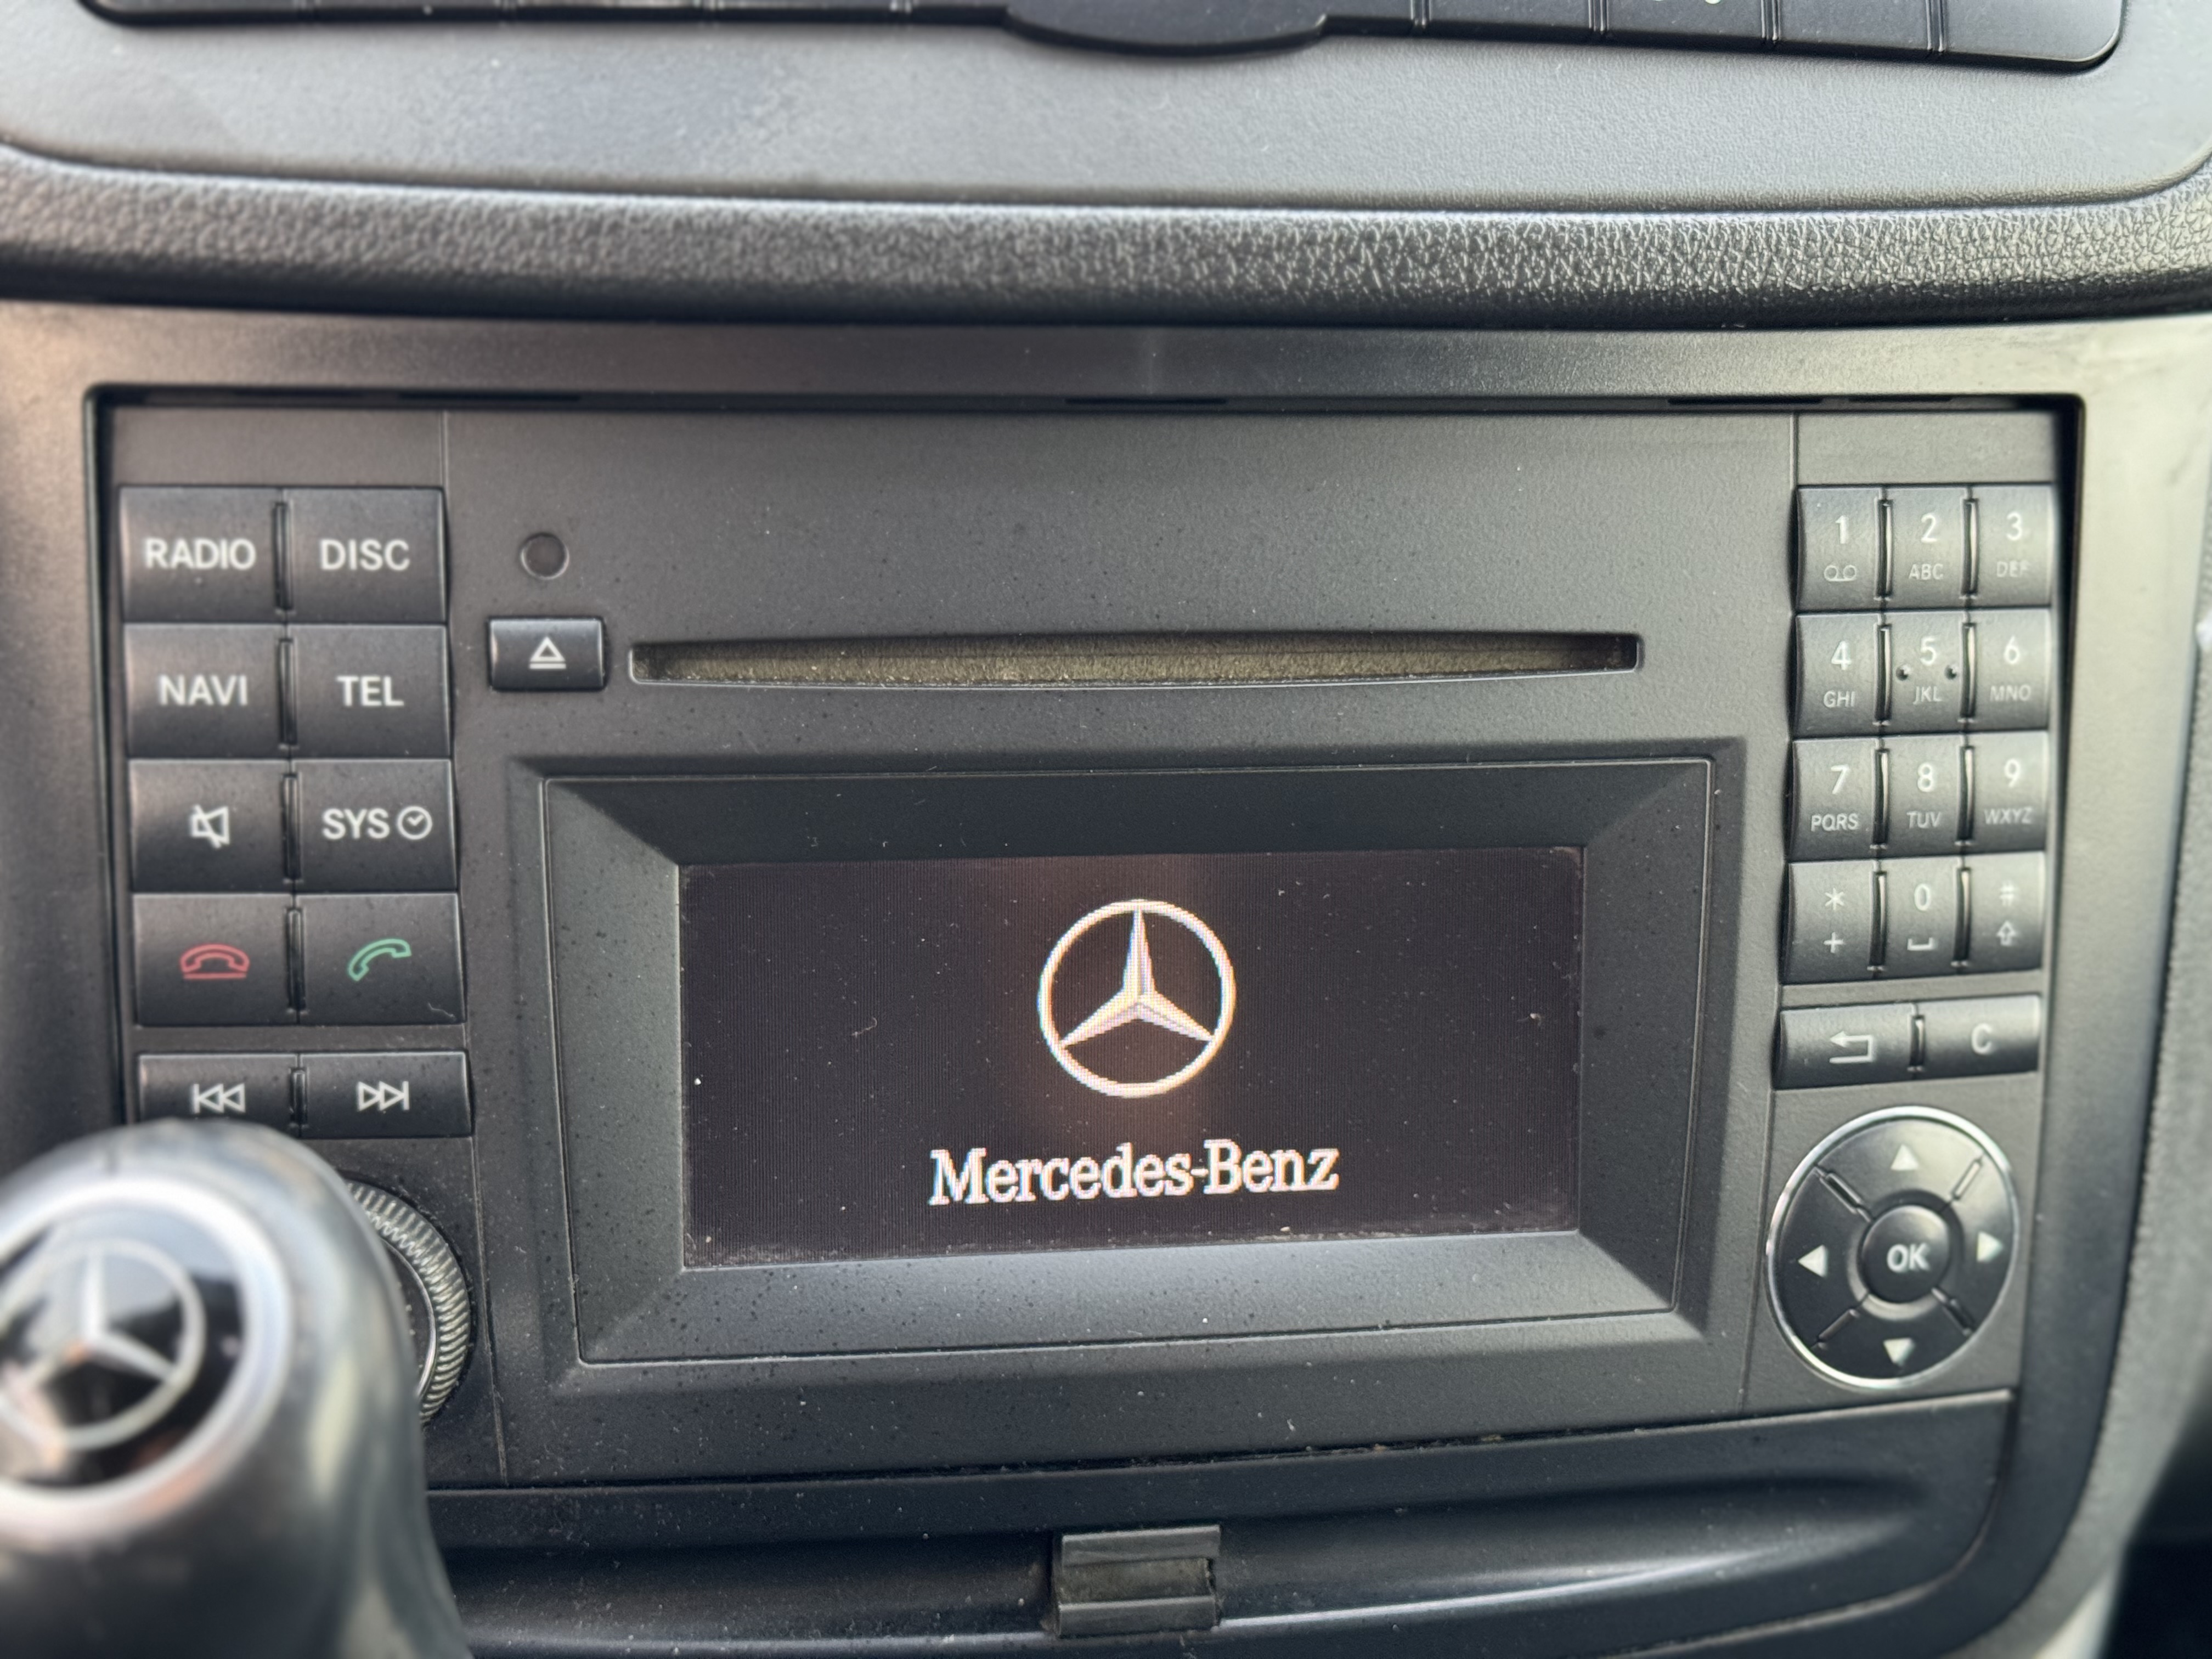 RADIO DISC
NAVI TEL
SYS
1 2 3
ABC DEF
4 5 6
GHI JKL MNO
7 8 9
PQRS TUV WXYZ
* 0 #
+
C
OK
Mercedes-Benz